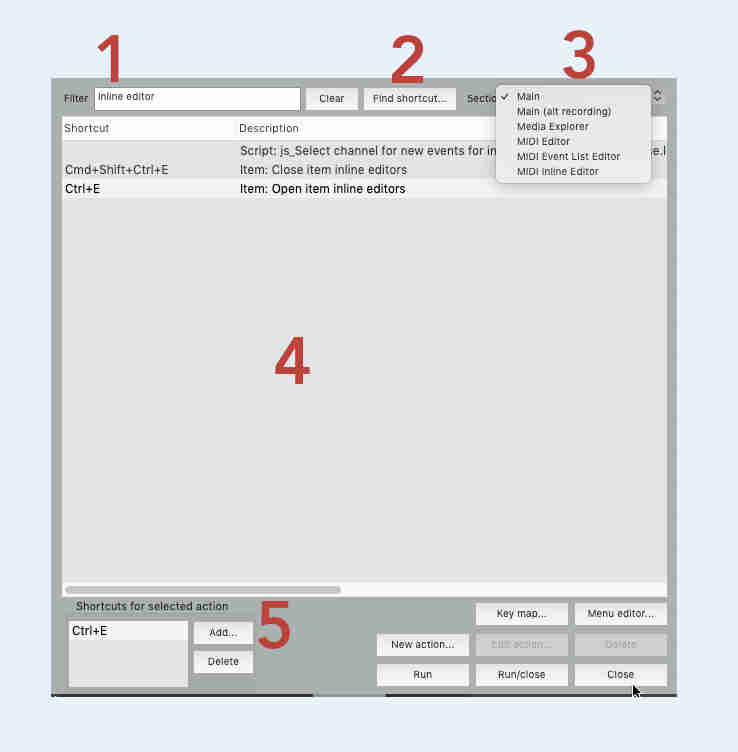 1
2
3
Filter
inline editor
Clear
Find shortcut...
Sectio
✓ Main
Main (alt recording)
Media Explorer
MIDI Editor
MIDI Event List Editor
MIDI Inline Editor
Shortcut
Description
Script: js_Select channel for new events for in
e.l
Cmd+Shift+Ctrl+E
Item: Close item inline editors
Ctrl+E
Item: Open item inline editors
4
Shortcuts for selected action
5
Ctrl+E
Add...
Delete
Key map...
Menu editor...
New action...
Edit action...
Delete
Run
Run/close
Close